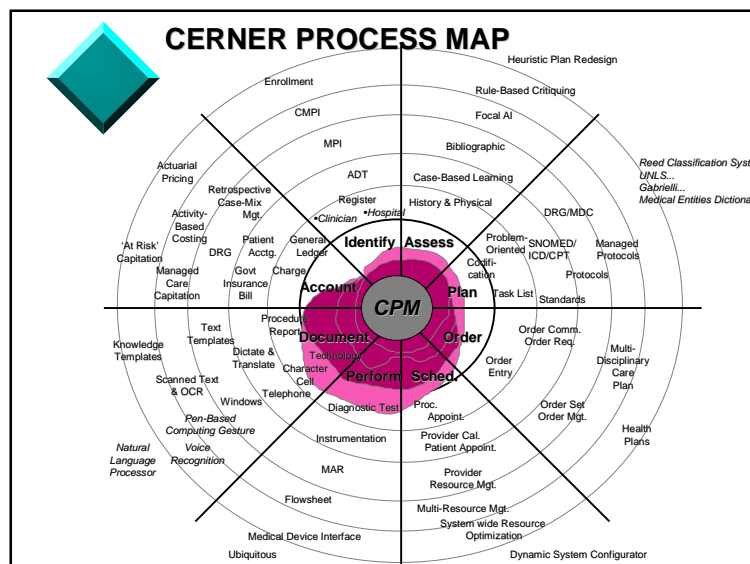 CERNER PROCESS MAP
Heuristic Plan Redesign
Enrollment
Rule-Based Critiquing
CMPI
Focal AI
MPI
Bibliographic
Actuarial
Pricing
Reed Classification Syst
UNLS...
Gabrielli...
Medical Entities Dictionar
ADT
Case-Based Learning
Retrospective
Case-Mix
Mgt.
Register
History & Physical
•Clinician
•Hospital
DRG/MDC
Activity-
Based
Costing
Patient
Acctg.
General
Ledger
Identify
Assess
Problem-
Oriented
SNOMED/
ICD/CPT
Managed
Protocols
'At Risk'
Capitation
DRG
Codifi-
cation
Managed
Care
Capitation
Govt
Insurance
Bill
Charge
Protocols
Account
Plan
Task List
Standards
CPM
Procedure
Report
Text
Templates
Document
Order
Order Comm.
Order Req.
Knowledge
Templates
Dictate &
Translate
Technology
Order
Entry
Multi-
Disciplinary
Care
Plan
Character
Cell
Perform
Sched.
Scanned Text
& OCR
Telephone
Windows
Diagnostic Test
Proc.
Appoint.
Order Set
Order Mgt.
Pen-Based
Computing Gesture
Health
Plans
Instrumentation
Provider Cal.
Patient Appoint.
Natural
Language
Processor
Voice
Recognition
MAR
Provider
Resource Mgt.
Flowsheet
Multi-Resource Mgt.
System wide Resource
Optimization
Medical Device Interface
Ubiquitous
Dynamic System Configurator